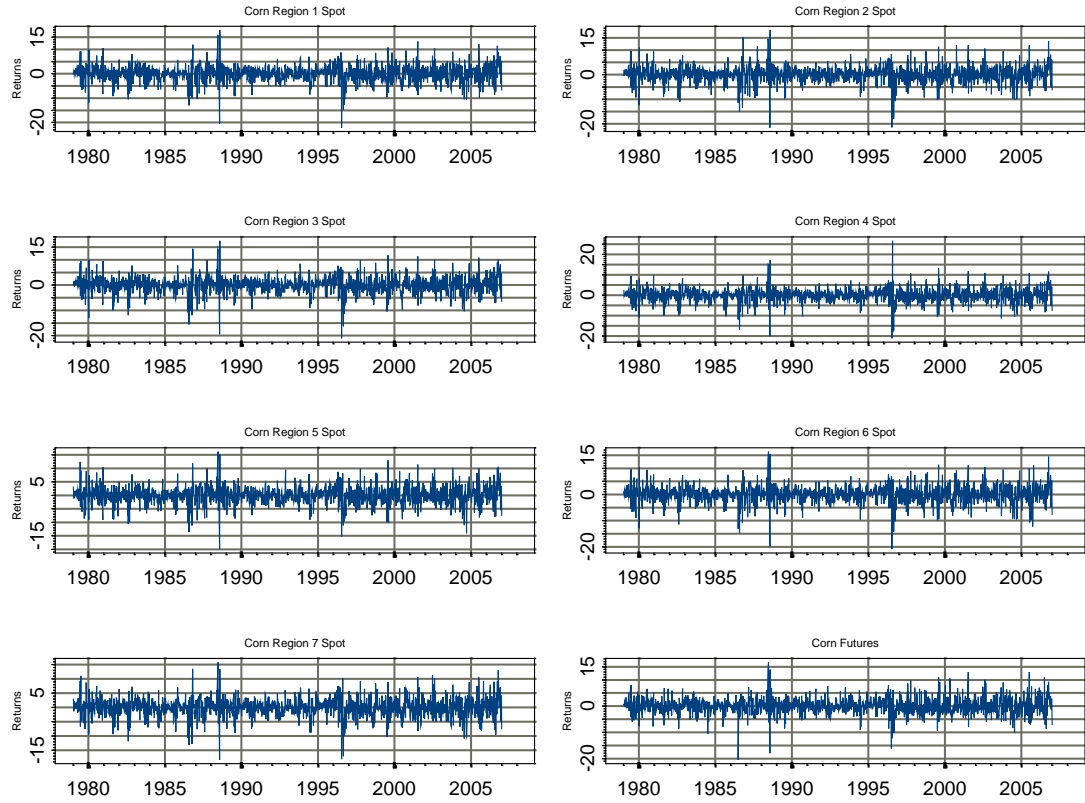 Corn Region 1 Spot
Returns
15
0
-20
1980 1985 1990 1995 2000 2005
Corn Region 2 Spot
Returns
15
0
-20
1980 1985 1990 1995 2000 2005
Corn Region 3 Spot
Returns
15
0
-20
1980 1985 1990 1995 2000 2005
Corn Region 4 Spot
Returns
20
0
-20
1980 1985 1990 1995 2000 2005
Corn Region 5 Spot
Returns
5
-15
1980 1985 1990 1995 2000 2005
Corn Region 6 Spot
Returns
15
0
-20
1980 1985 1990 1995 2000 2005
Corn Region 7 Spot
Returns
5
-15
1980 1985 1990 1995 2000 2005
Corn Futures
Returns
15
0
-20
1980 1985 1990 1995 2000 2005